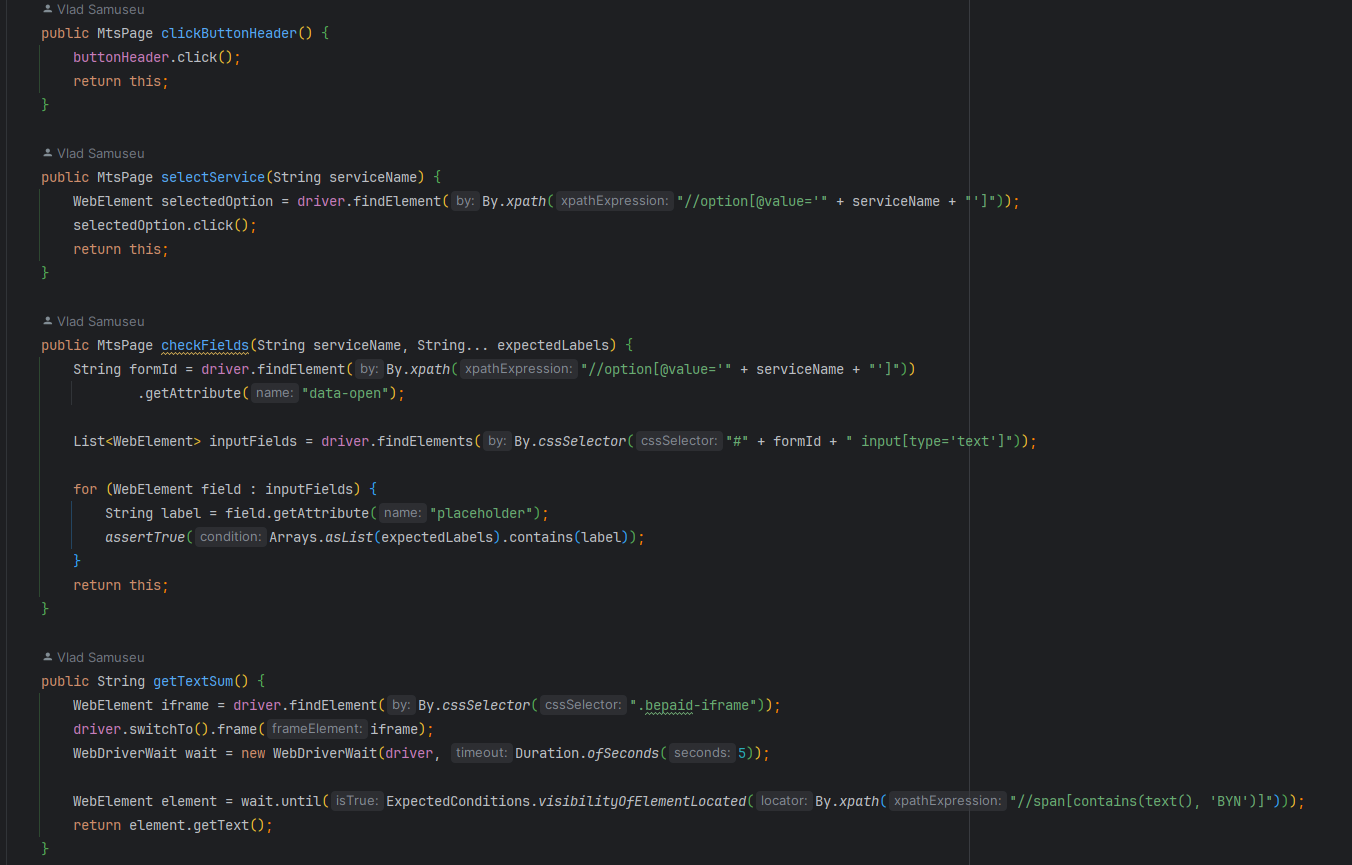 Vlad Samuseu
public MtsPage clickButtonHeader() {
    buttonHeader.click();
    return this;
}
Vlad Samuseu
public MtsPage selectService(String serviceName) {
    WebElement selectedOption = driver.findElement( by: By.xpath( xpathExpression: "//option[@value='" + serviceName + "']"));
    selectedOption.click();
    return this;
}
Vlad Samuseu
public MtsPage checkFields(String serviceName, String... expectedLabels) {
    String formId = driver.findElement( by: By.xpath( xpathExpression: "//option[@value='" + serviceName + "']"))
            .getAttribute( name: "data-open");
    List<WebElement> inputFields = driver.findElements( by: By.cssSelector( cssSelector: "#" + formId + " input[type='text']"));
    for (WebElement field : inputFields) {
        String label = field.getAttribute( name: "placeholder");
        assertTrue( condition: Arrays.asList(expectedLabels).contains(label));
    }
    return this;
}
Vlad Samuseu
public String getTextSum() {
    WebElement iframe = driver.findElement( by: By.cssSelector( cssSelector: ".bepaid-iframe"));
    driver.switchTo().frame( frameElement: iframe);
    WebDriverWait wait = new WebDriverWait(driver, timeout: Duration.ofSeconds( seconds: 5));
    WebElement element = wait.until( isTrue: ExpectedConditions.visibilityOfElementLocated( locator: By.xpath( xpathExpression: "//span[contains(text(), 'BYN')]")));
    return element.getText();
}